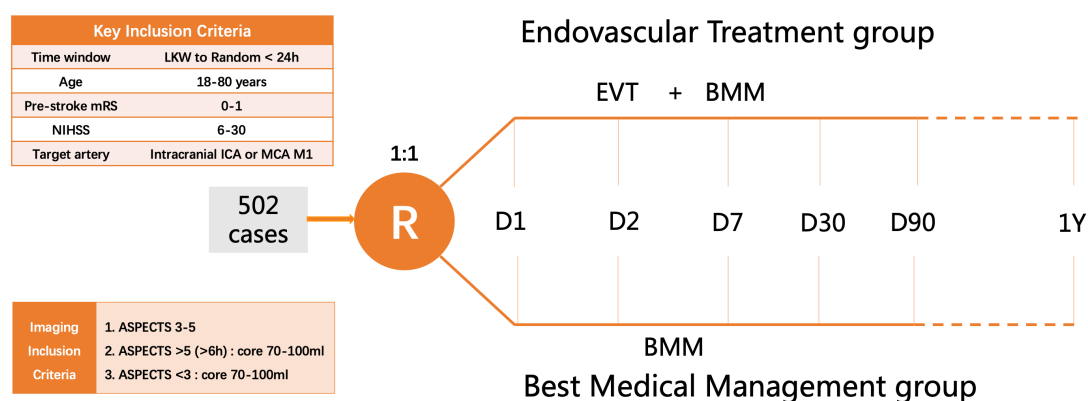 Key Inclusion Criteria
Time window LKW to Random < 24h
Age 18-80 years
Pre-stroke mRS 0-1
NIHSS 6-30
Target artery Intracranial ICA or MCA M1
Endovascular Treatment group
EVT + BMM
1:1
502
cases
R
D1 D2 D7 D30 D90 1Y
Imaging
Inclusion
Criteria
1. ASPECTS 3-5
2. ASPECTS >5 (>6h) : core 70-100ml
3. ASPECTS <3 : core 70-100ml
BMM
Best Medical Management group